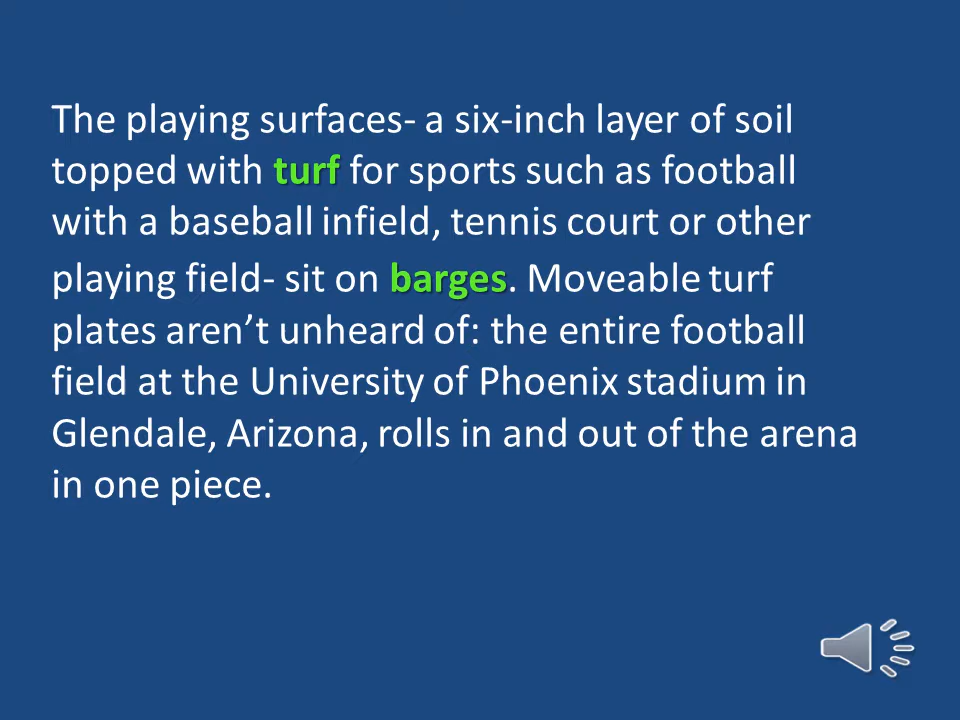 The playing surfaces- a six-inch layer of soil
topped with turf for sports such as football
with a baseball infield, tennis court or other
playing field- sit on barges. Moveable turf
plates aren’t unheard of: the entire football
field at the University of Phoenix stadium in
Glendale, Arizona, rolls in and out of the arena
in one piece.